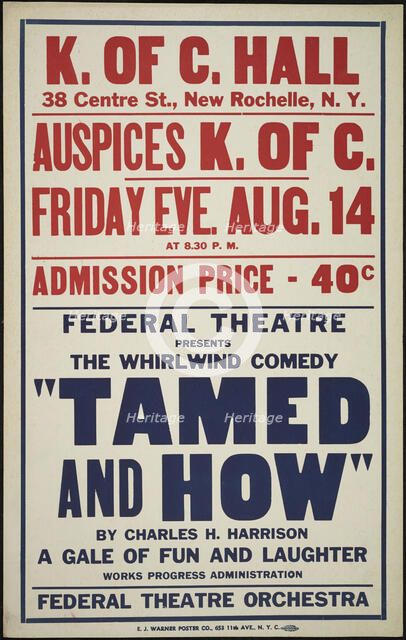 K. OF C. HALL
38 Centre St., New Rochelle, N. Y.
AUSPICES K. OF C.
FRIDAY EVE. AUG. 14
AT 8.30 P. M.
ADMISSION PRICE - 40c
FEDERAL THEATRE
PRESENTS
THE WHIRLWIND COMEDY
"TAMED
AND HOW"
BY CHARLES H. HARRISON
A GALE OF FUN AND LAUGHTER
WORKS PROGRESS ADMINISTRATION
FEDERAL THEATRE ORCHESTRA
E. J. WARNER POSTER CO., 653 11th AVE., N. Y. C.